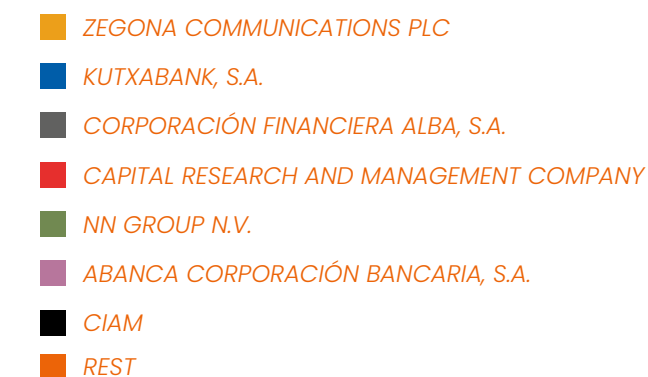 ZEGONA COMMUNICATIONS PLC
KUTXABANK, S.A.
CORPORACIÓN FINANCIERA ALBA, S.A.
CAPITAL RESEARCH AND MANAGEMENT COMPANY
NN GROUP N.V.
ABANCA CORPORACIÓN BANCARIA, S.A.
CIAM
REST